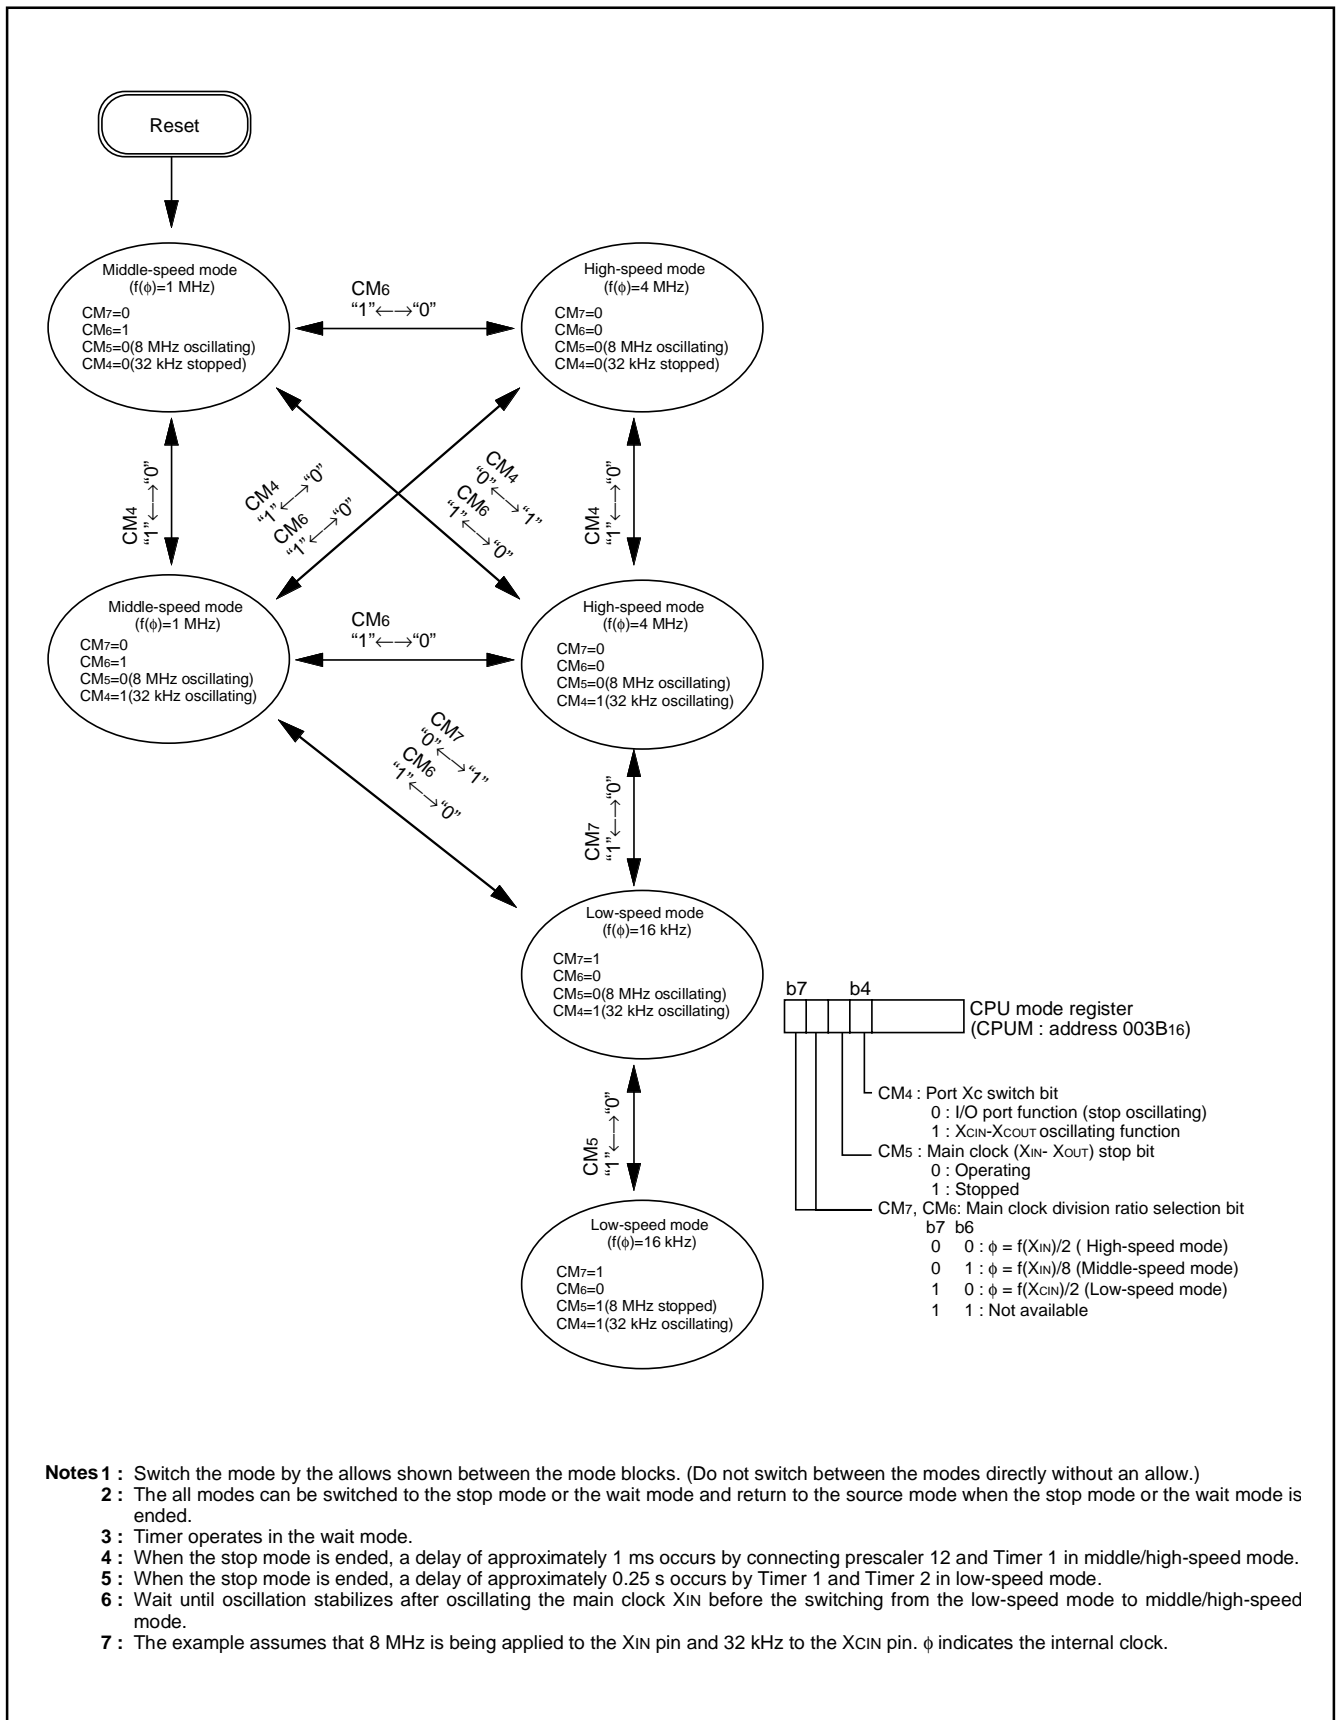 Reset
Middle-speed mode
(f(ϕ)=1 MHz)
CM7=0
CM6=1
CM5=0(8 MHz oscillating)
CM4=0(32 kHz stopped)
CM6
“1”←→“0”
High-speed mode
(f(ϕ)=4 MHz)
CM7=0
CM6=0
CM5=0(8 MHz oscillating)
CM4=0(32 kHz stopped)
CM4
“1”←→“0”
CM4
“1”←→“0”
CM6
“1”←→“0”
CM4
“0”←→“1”
CM6
“1”←→“0”
CM4
“1”←→“0”
Middle-speed mode
(f(ϕ)=1 MHz)
CM7=0
CM6=1
CM5=0(8 MHz oscillating)
CM4=1(32 kHz oscillating)
CM6
“1”←→“0”
High-speed mode
(f(ϕ)=4 MHz)
CM7=0
CM6=0
CM5=0(8 MHz oscillating)
CM4=1(32 kHz oscillating)
CM7
“0”←→“1”
CM6
“1”←→“0”
CM7
“1”←→“0”
Low-speed mode
(f(ϕ)=16 kHz)
CM7=1
CM6=0
CM5=0(8 MHz oscillating)
CM4=1(32 kHz oscillating)
CM5
“1”←→“0”
Low-speed mode
(f(ϕ)=16 kHz)
CM7=1
CM6=0
CM5=1(8 MHz stopped)
CM4=1(32 kHz oscillating)
b7 b4
CPU mode register
(CPUM : address 003B16)
CM4 : Port Xc switch bit
0 : I/O port function (stop oscillating)
1 : XCIN-XCOUT oscillating function
CM5 : Main clock (XIN- XOUT) stop bit
0 : Operating
1 : Stopped
CM7, CM6: Main clock division ratio selection bit
b7 b6
0 0 : ϕ = f(XIN)/2 ( High-speed mode)
0 1 : ϕ = f(XIN)/8 (Middle-speed mode)
1 0 : ϕ = f(XCIN)/2 (Low-speed mode)
1 1 : Not available
Notes 1 : Switch the mode by the allows shown between the mode blocks. (Do not switch between the modes directly without an allow.)
2 : The all modes can be switched to the stop mode or the wait mode and return to the source mode when the stop mode or the wait mode is
ended.
3 : Timer operates in the wait mode.
4 : When the stop mode is ended, a delay of approximately 1 ms occurs by connecting prescaler 12 and Timer 1 in middle/high-speed mode.
5 : When the stop mode is ended, a delay of approximately 0.25 s occurs by Timer 1 and Timer 2 in low-speed mode.
6 : Wait until oscillation stabilizes after oscillating the main clock XIN before the switching from the low-speed mode to middle/high-speed
mode.
7 : The example assumes that 8 MHz is being applied to the XIN pin and 32 kHz to the XCIN pin. ϕ indicates the internal clock.